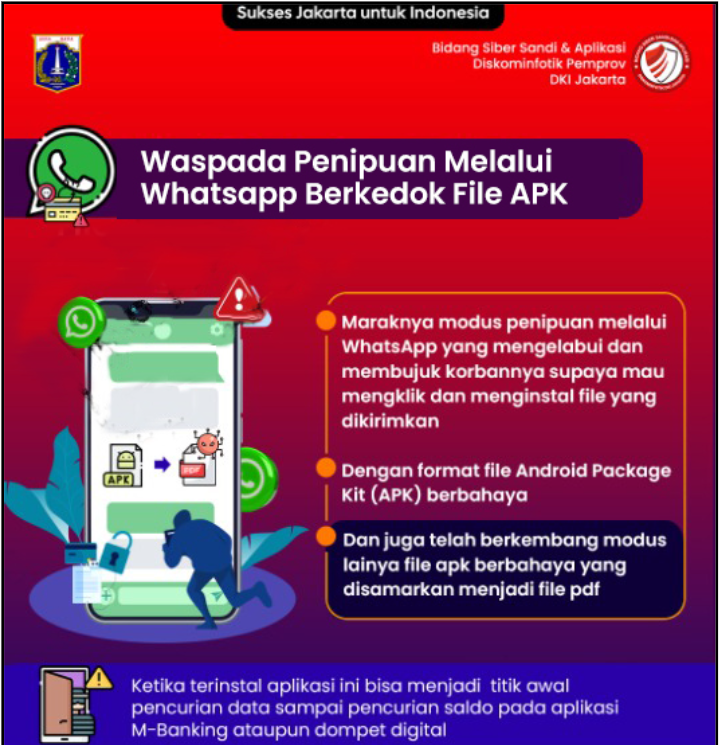 Sukses Jakarta untuk Indonesia
Bidang Siber Sandi & Aplikasi
Diskominfotik Pemprov
DKI Jakarta
Waspada Penipuan Melalui
Whatsapp Berkedok File APK
Maraknya modus penipuan melalui
WhatsApp yang mengelabui dan
membujuk korbannya supaya mau
mengklik dan menginstal file yang
dikirimkan
APK
PDF
Dengan format file Android Package
Kit (APK) berbahaya
Dan juga telah berkembang modus
lainya file apk berbahaya yang
disamarkan menjadi file pdf
Ketika terinstal aplikasi ini bisa menjadi titik awal
pencurian data sampai pencurian saldo pada aplikasi
M-Banking ataupun dompet digital